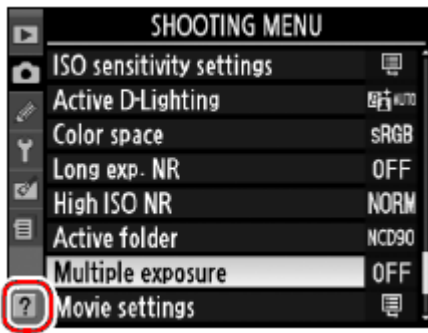 SHOOTING MENU
ISO sensitivity settings
Active D-Lighting AUTO
Color space sRGB
Long exp. NR OFF
High ISO NR NORM
Active folder NCD90
Multiple exposure OFF
? Movie settings